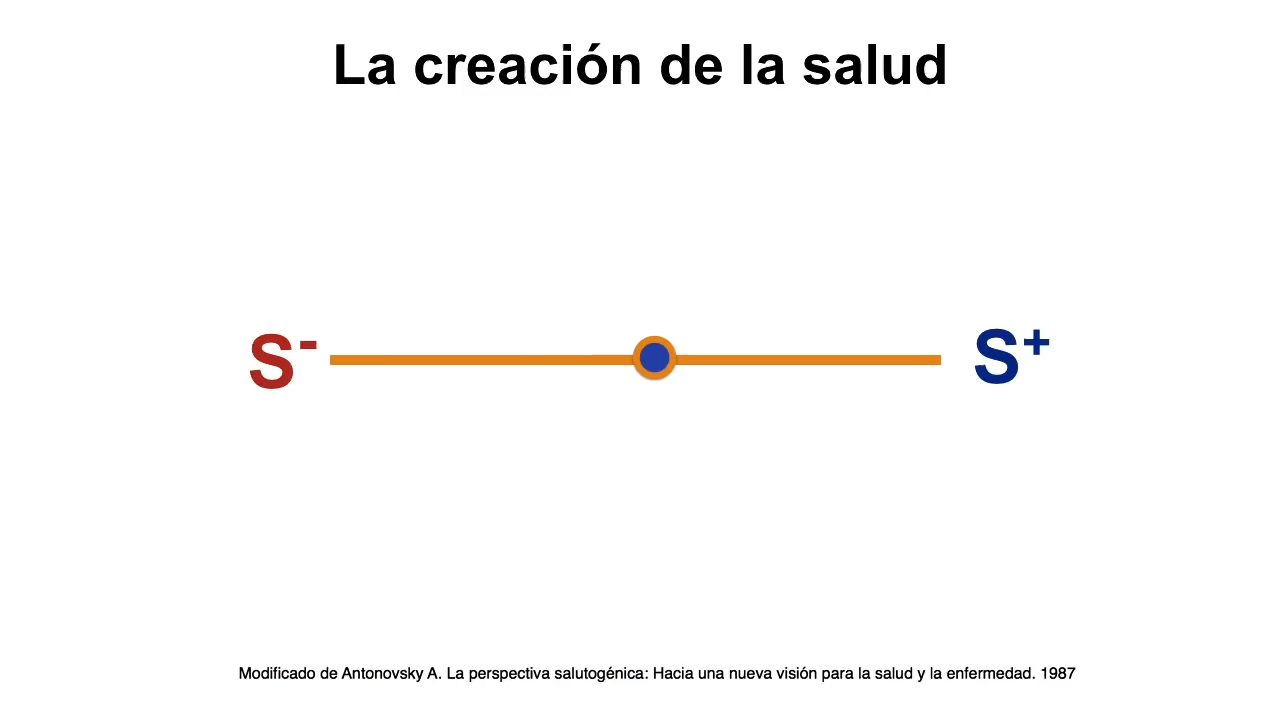 La creación de la salud
S- S+
Modificado de Antonovsky A. La perspectiva salutogénica: Hacia una nueva visión para la salud y la enfermedad. 1987